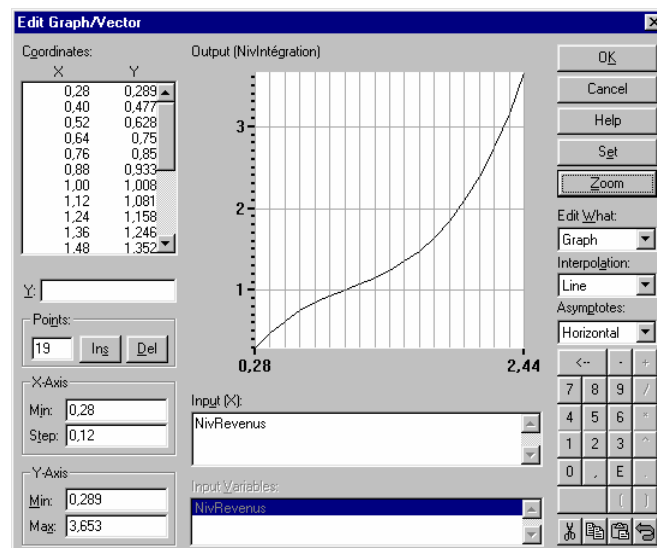 Edit Graph/Vector
Coordinates:
X Y
0,28 0,289
0,40 0,477
0,52 0,628
0,64 0,75
0,76 0,85
0,88 0,933
1,00 1,008
1,12 1,081
1,24 1,158
1,36 1,246
1,48 1,352
Y:
Points:
19 Ins Del
X-Axis
Min: 0,28
Step: 0,12
Y-Axis
Min: 0,289
Max: 3,653
Output (NivIntégration)
3
2
1
0,28 2,44
Input (X):
NivRevenus
Input Variables:
NivRevenus
OK
Cancel
Help
Set
Zoom
Edit What:
Graph
Interpolation:
Line
Asymptotes:
Horizontal
<-- - +
7 8 9 /
4 5 6 *
1 2 3 ^
0 , E .
( )